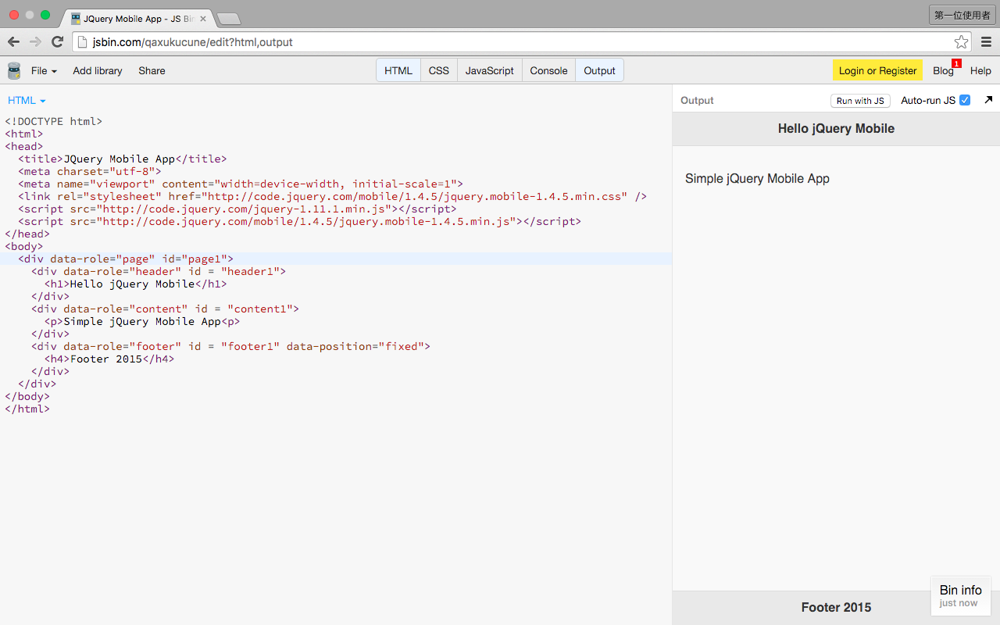 JQuery Mobile App - JS Bin
第一位使用者
jsbin.com/qaxukucune/edit?html,output
File Add library Share HTML CSS JavaScript Console Output Login or Register Blog 1 Help
HTML
Output Run with JS Auto-run JS
<!DOCTYPE html>
<html>
<head>
  <title>JQuery Mobile App</title>
  <meta charset="utf-8">
  <meta name="viewport" content="width=device-width, initial-scale=1">
  <link rel="stylesheet" href="http://code.jquery.com/mobile/1.4.5/jquery.mobile-1.4.5.min.css" />
  <script src="http://code.jquery.com/jquery-1.11.1.min.js"></script>
  <script src="http://code.jquery.com/mobile/1.4.5/jquery.mobile-1.4.5.min.js"></script>
</head>
<body>
  <div data-role="page" id="page1">
    <div data-role="header" id = "header1">
      <h1>Hello jQuery Mobile</h1>
    </div>
    <div data-role="content" id = "content1">
      <p>Simple jQuery Mobile App<p>
    </div>
    <div data-role="footer" id = "footer1" data-position="fixed">
      <h4>Footer 2015</h4>
    </div>
  </div>
</body>
</html>
Hello jQuery Mobile
Simple jQuery Mobile App
Footer 2015
Bin info
just now